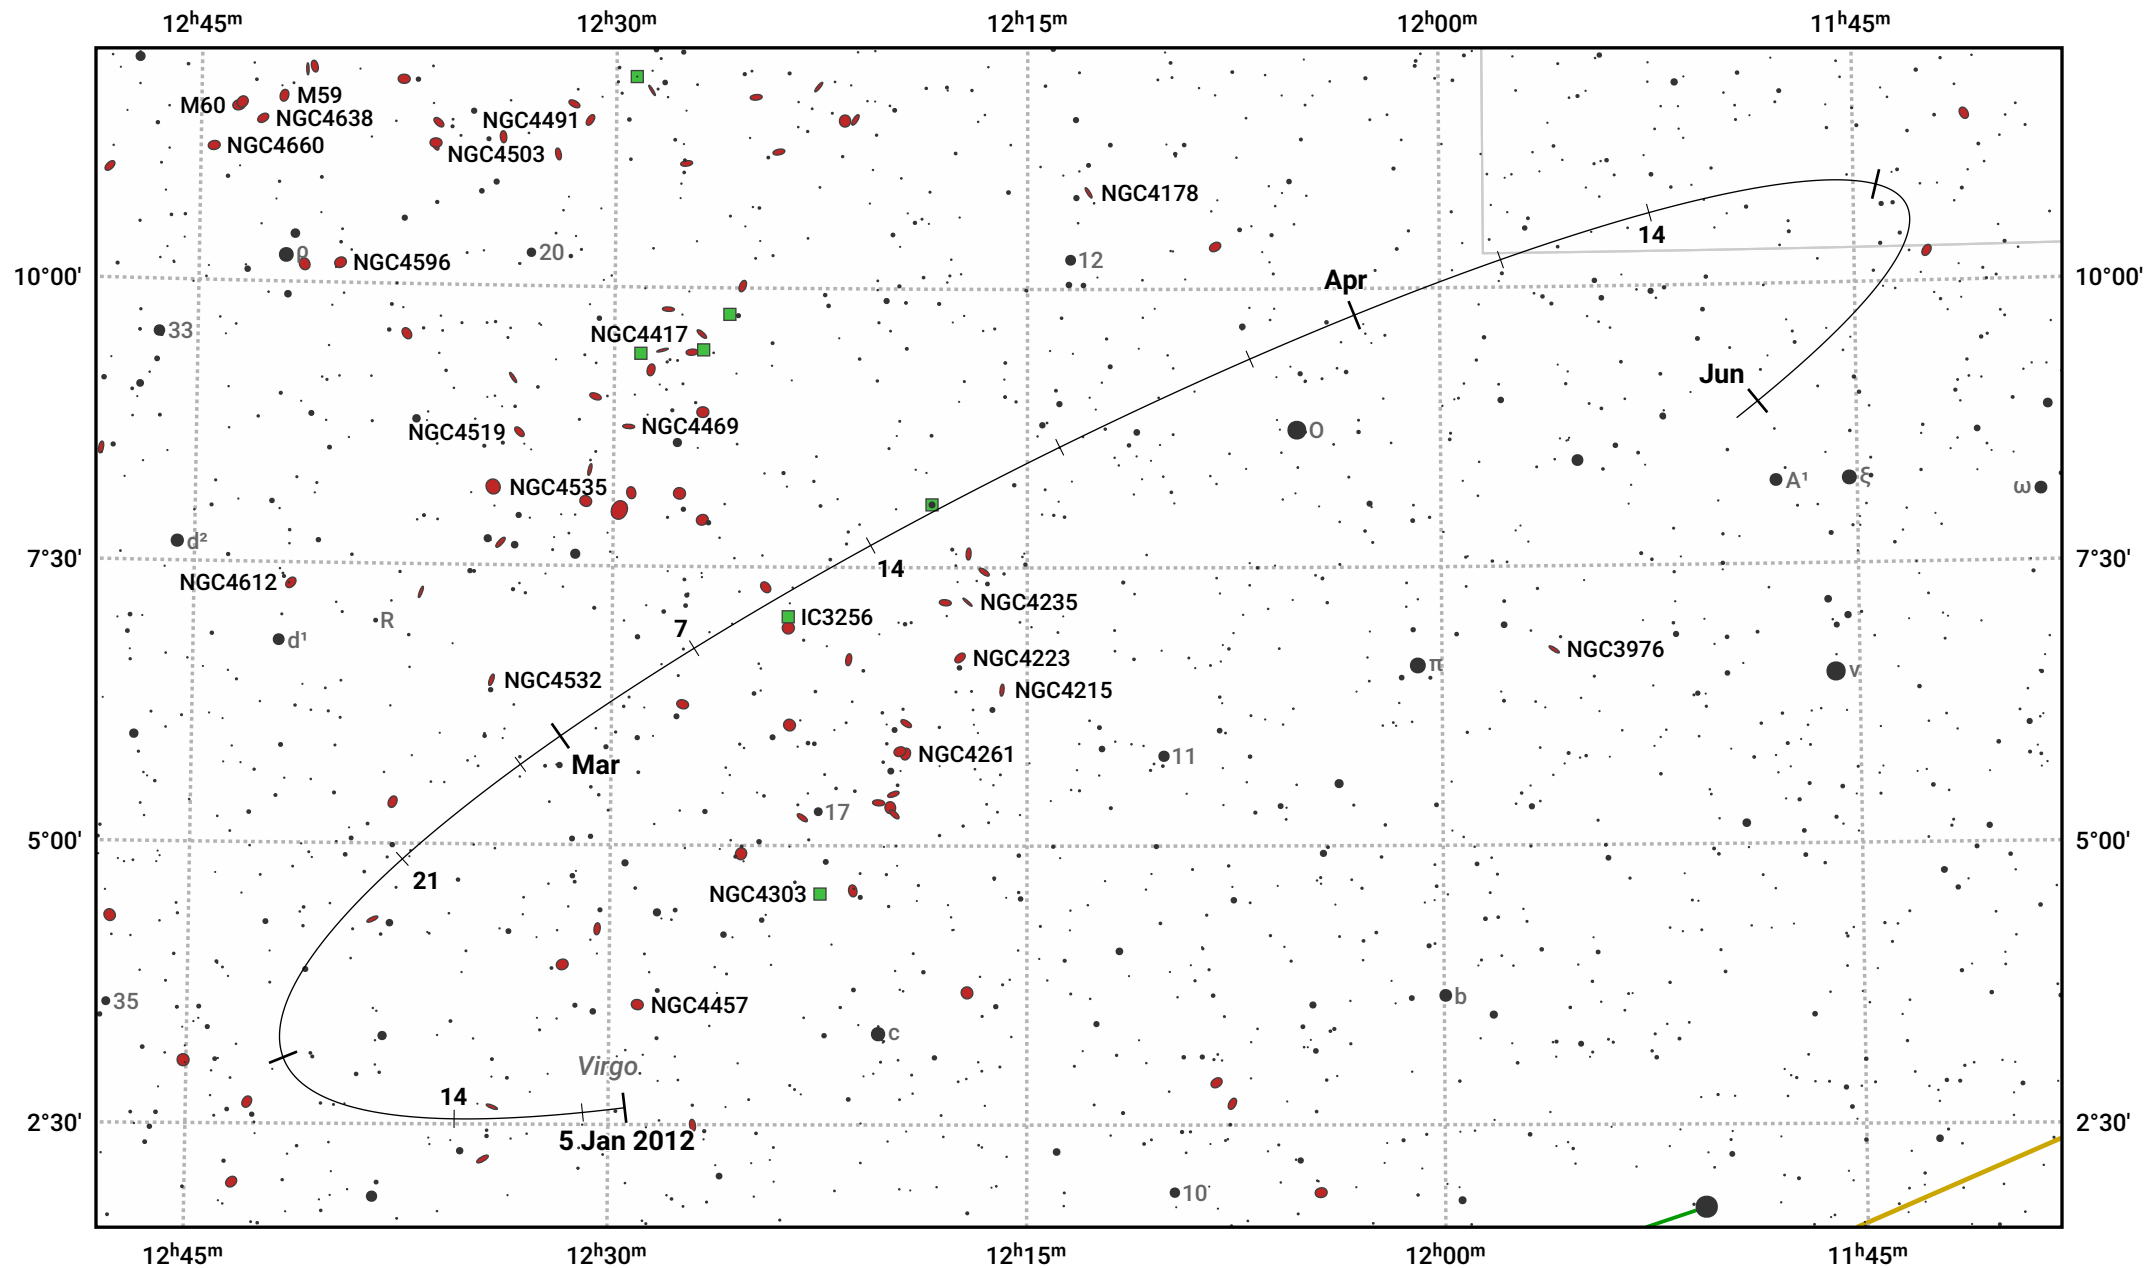 12ʰ45ᵐ 12ʰ30ᵐ 12ʰ15ᵐ 12ʰ00ᵐ 11ʰ45ᵐ
M59
M60
NGC4638
NGC4491
NGC4660
NGC4503
NGC4178
14
ρ
20
12
NGC4596
10°00' 10°00'
Apr
33
NGC4417
Jun
NGC4519
NGC4469
O
A¹
ξ
ω
NGC4535
d²
7°30' 7°30'
14
NGC4612
NGC4235
R
IC3256
7
d¹
NGC3976
NGC4223
π
ν
NGC4532
NGC4215
NGC4261
11
Mar
17
5°00' 5°00'
21
NGC4303
35
NGC4457
b
c
Virgo
14
2°30' 2°30'
5 Jan 2012
10
12ʰ45ᵐ 12ʰ30ᵐ 12ʰ15ᵐ 12ʰ00ᵐ 11ʰ45ᵐ